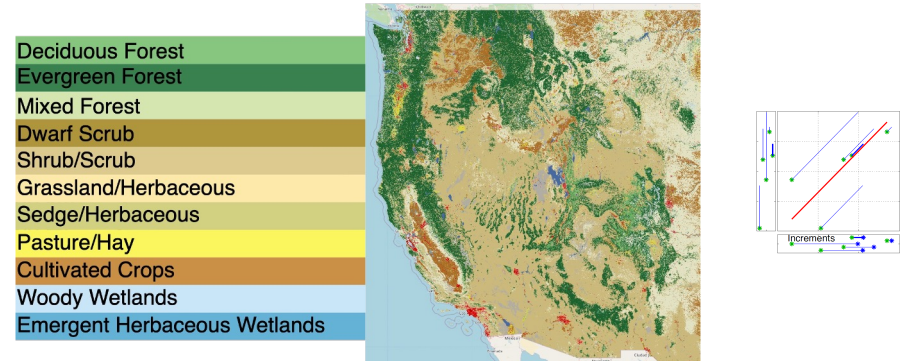 Deciduous Forest
Evergreen Forest
Mixed Forest
Dwarf Scrub
Shrub/Scrub
Grassland/Herbaceous
Sedge/Herbaceous
Pasture/Hay
Cultivated Crops
Woody Wetlands
Emergent Herbaceous Wetlands
Increments